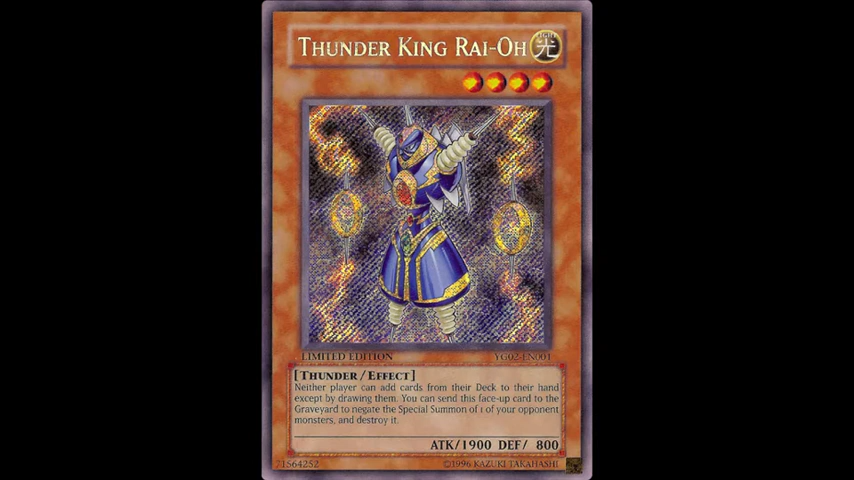 THUNDER KING RAI-OH
LIGHT
光
LIMITED EDITION
YG02-EN001
[THUNDER/EFFECT]
Neither player can add cards from their Deck to their hand
except by drawing them. You can send this face-up card to the
Graveyard to negate the Special Summon of 1 of your opponent
monsters, and destroy it.
ATK/1900 DEF/ 800
71564252
©1996 KAZUKI TAKAHASHI